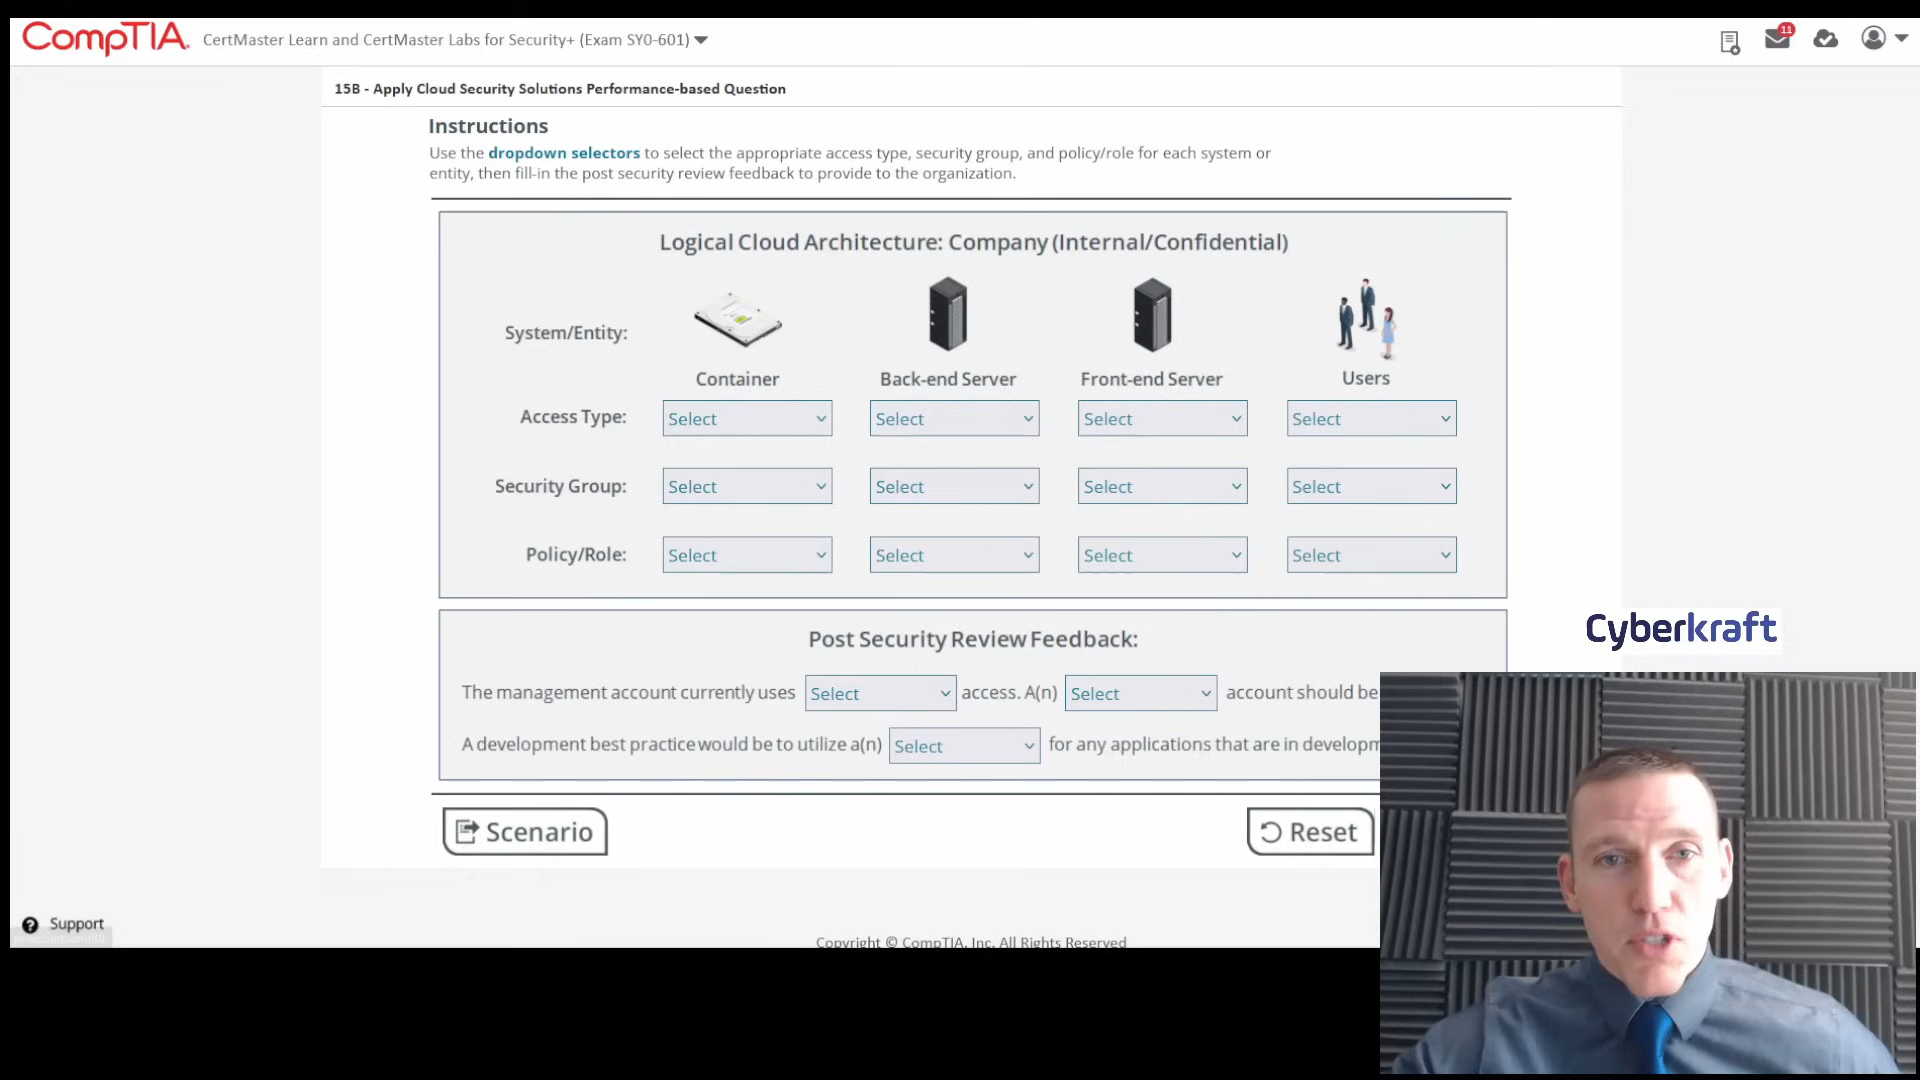 CompTIA. CertMaster Learn and CertMaster Labs for Security+ (Exam SY0-601) 11
15B - Apply Cloud Security Solutions Performance-based Question
Instructions
Use the dropdown selectors to select the appropriate access type, security group, and policy/role for each system or
entity, then fill-in the post security review feedback to provide to the organization.
Logical Cloud Architecture: Company (Internal/Confidential)
System/Entity:
Container Back-end Server Front-end Server Users
Access Type: Select Select Select Select
Security Group: Select Select Select Select
Policy/Role: Select Select Select Select
Cyberkraft
Post Security Review Feedback:
The management account currently uses Select access. A(n) Select account should be
A development best practice would be to utilize a(n) Select for any applications that are in developm
Scenario Reset
? Support
Copyright © CompTIA, Inc. All Rights Reserved